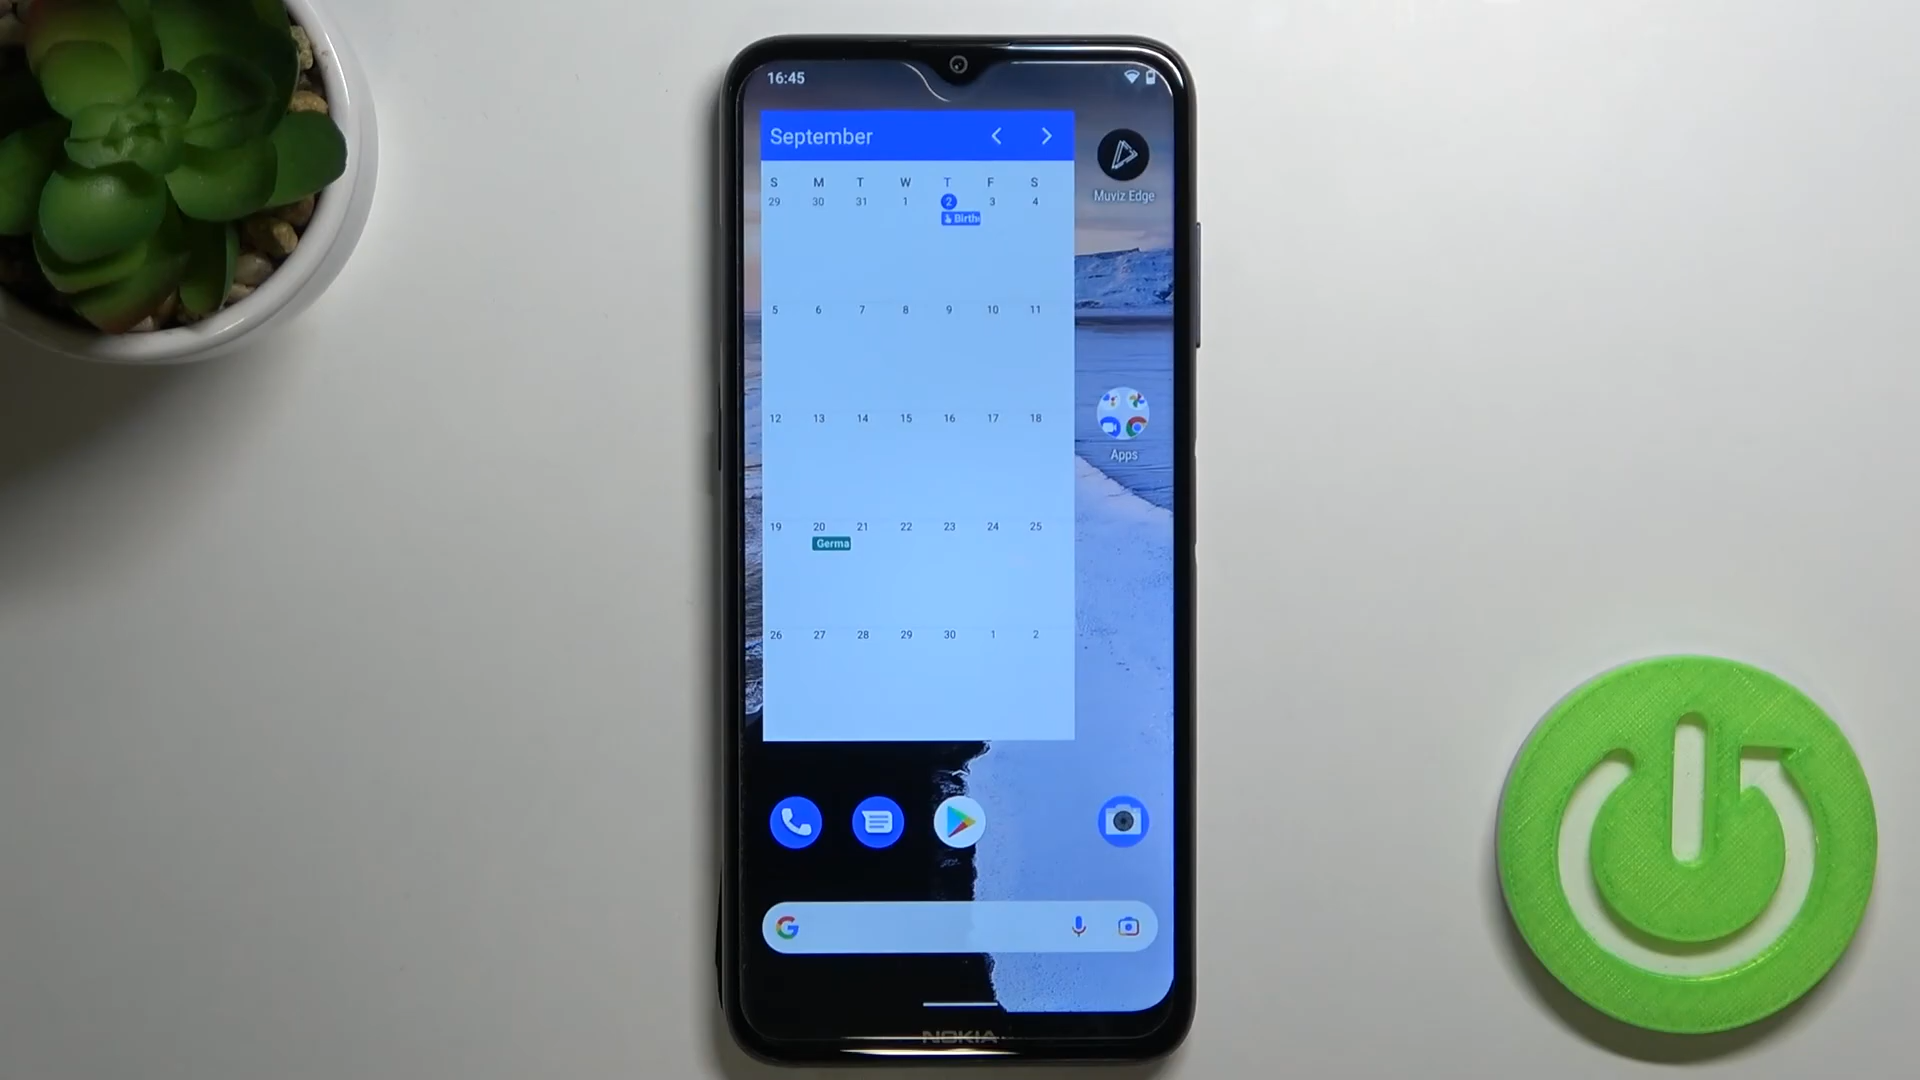 16:45
September
S M T W T F S
29 30 31 1 2 3 4
Birth
5 6 7 8 9 10 11
12 13 14 15 16 17 18
19 20 21 22 23 24 25
Germa
26 27 28 29 30 1 2
Muviz Edge
Apps
G
NOKIA